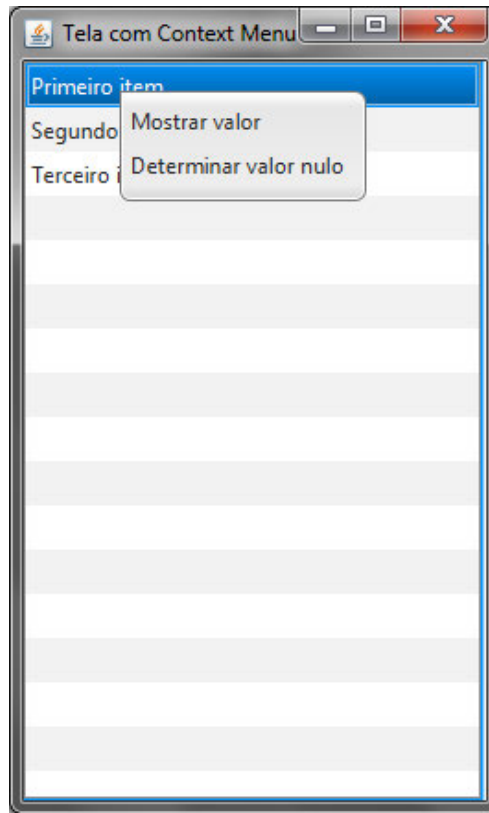 Tela com Context Menu
Primeiro item
Segundo
Terceiro
Mostrar valor
Determinar valor nulo